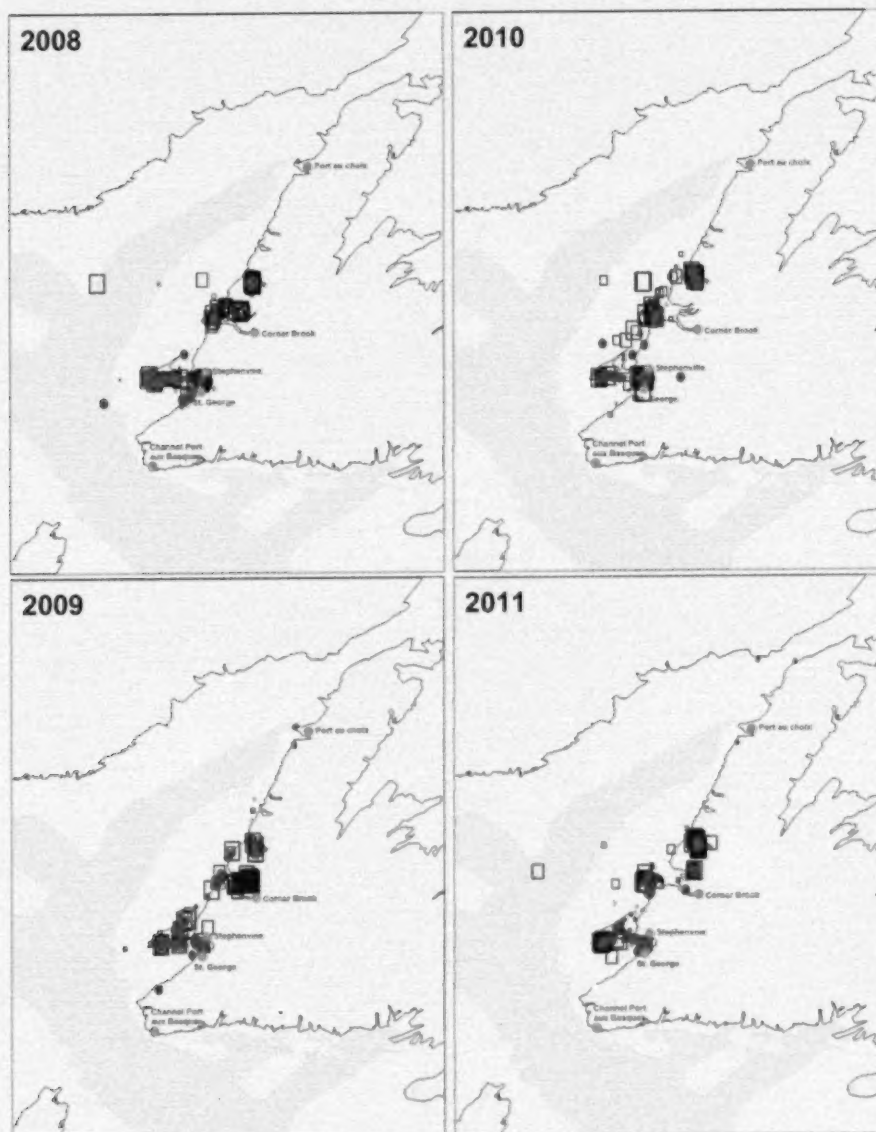 2008
Port au choix
Corner Brook
Stephenville
St. George
Channel Port
aux Basques
2010
Port au choix
Corner Brook
Stephenville
George
Channel Port
aux Basques
2009
Port au choix
Corner Brook
Stephenville
St. George
Channel Port
aux Basques
2011
Port au choix
Corner Brook
Stephenville
St. George
Channel Port
aux Basques